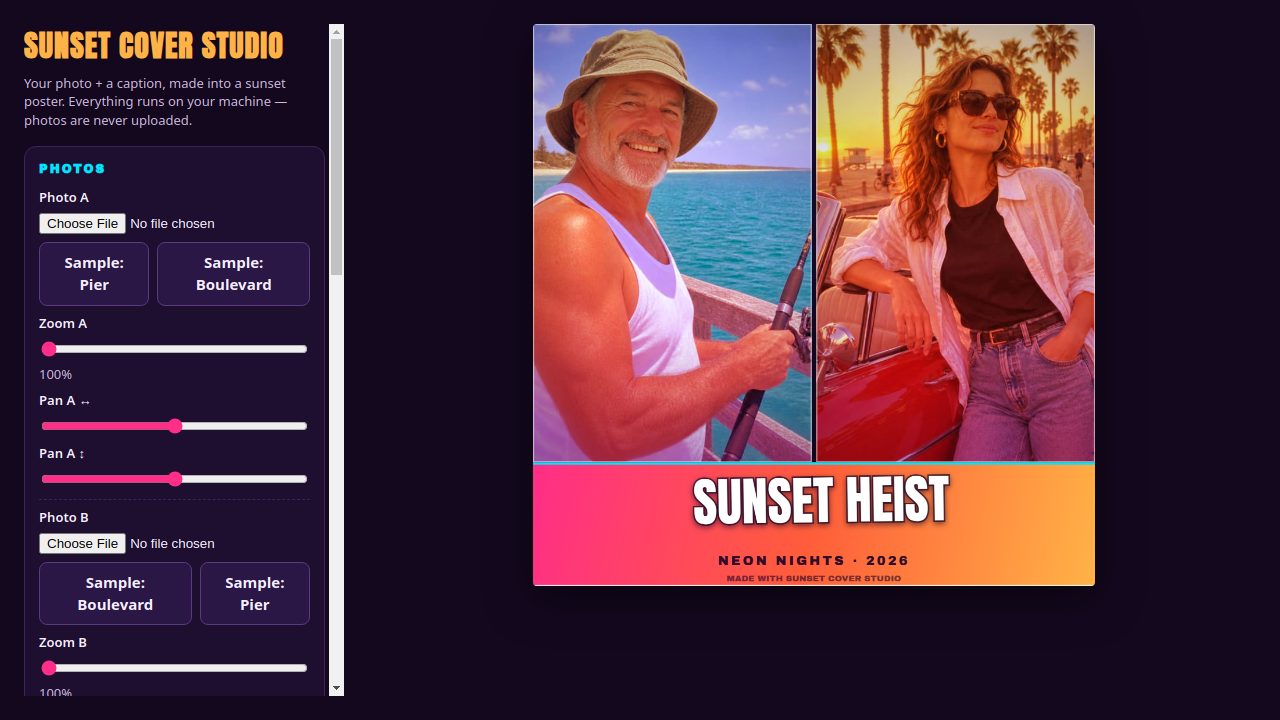 SUNSET COVER STUDIO
Your photo + a caption, made into a sunset
poster. Everything runs on your machine —
photos are never uploaded.
PHOTOS
Photo A
Choose File No file chosen
Sample:
Pier
Sample:
Boulevard
Zoom A
100%
Pan A ↔
Pan A ↕
Photo B
Choose File No file chosen
Sample:
Boulevard
Sample:
Pier
Zoom B
100%
SUNSET HEIST
NEON NIGHTS · 2026
MADE WITH SUNSET COVER STUDIO